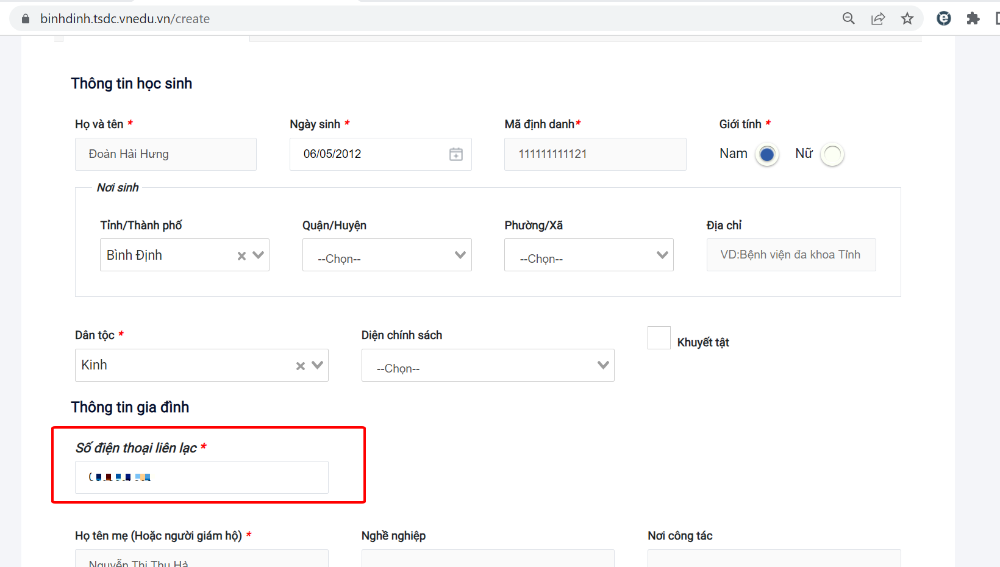 binhdinh.tsdc.vnedu.vn/create
Thông tin học sinh
Họ và tên * Ngày sinh * Mã định danh* Giới tính *
Đoàn Hải Hưng 06/05/2012 111111111121 Nam Nữ
Nơi sinh
Tỉnh/Thành phố Quận/Huyện Phường/Xã Địa chỉ
Bình Định --Chọn-- --Chọn-- VD:Bệnh viện đa khoa Tỉnh
Dân tộc * Diện chính sách Khuyết tật
Kinh --Chọn--
Thông tin gia đình
Số điện thoại liên lạc *
Họ tên mẹ (Hoặc người giám hộ) * Nghề nghiệp Nơi công tác
Nguyễn Thị Thu Hà